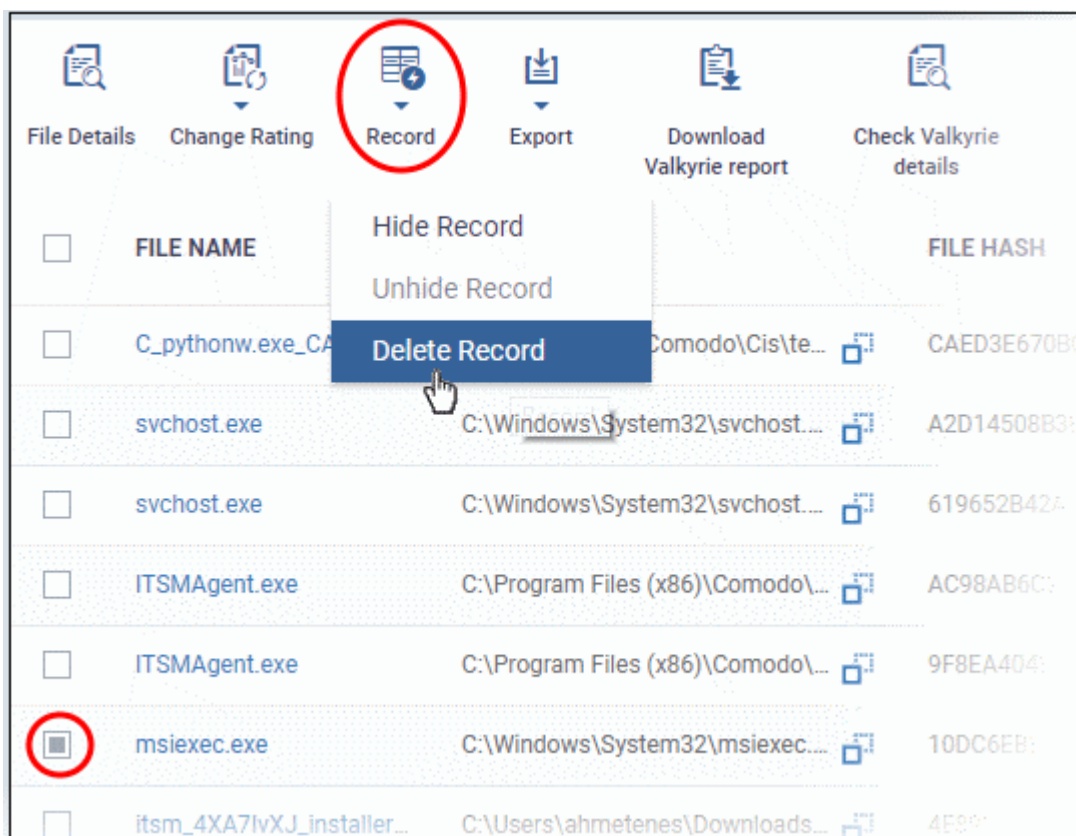 File Details
Change Rating
Record
Export
Download
Valkyrie report
Check Valkyrie
details
Hide Record
Unhide Record
Delete Record
FILE NAME
FILE HASH
C_pythonw.exe_CA
Comodo\Cis\te...
CAED3E670B
svchost.exe
C:\Windows\System32\svchost....
A2D14508B3
svchost.exe
C:\Windows\System32\svchost....
619652B42A
ITSMAgent.exe
C:\Program Files (x86)\Comodo\...
AC98AB6C
ITSMAgent.exe
C:\Program Files (x86)\Comodo\...
9F8EA404
msiexec.exe
C:\Windows\System32\msiexec....
10DC6EB
itsm_4XA7IvXJ_installer...
C:\Users\ahmetenes\Downloads...